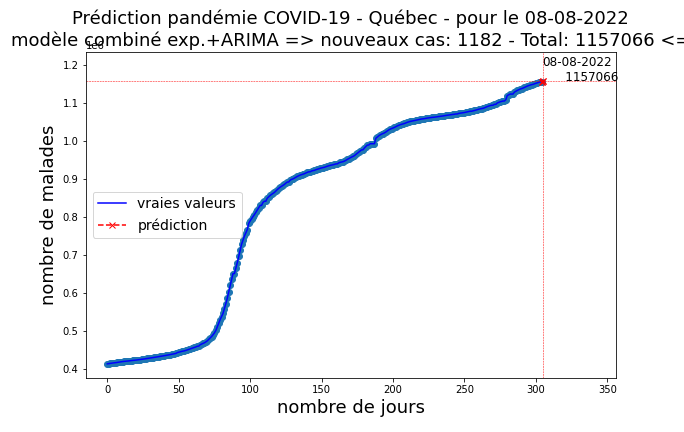 Prédiction pandémie COVID-19 - Québec - pour le 08-08-2022
modèle combiné exp.+ARIMA => nouveaux cas: 1182 - Total: 1157066 <=
1e6
08-08-2022
1157066
1.2
1.1
1.0
0.9
0.8
0.7
0.6
0.5
0.4
nombre de malades
vraies valeurs
prédiction
0 50 100 150 200 250 300 350
nombre de jours